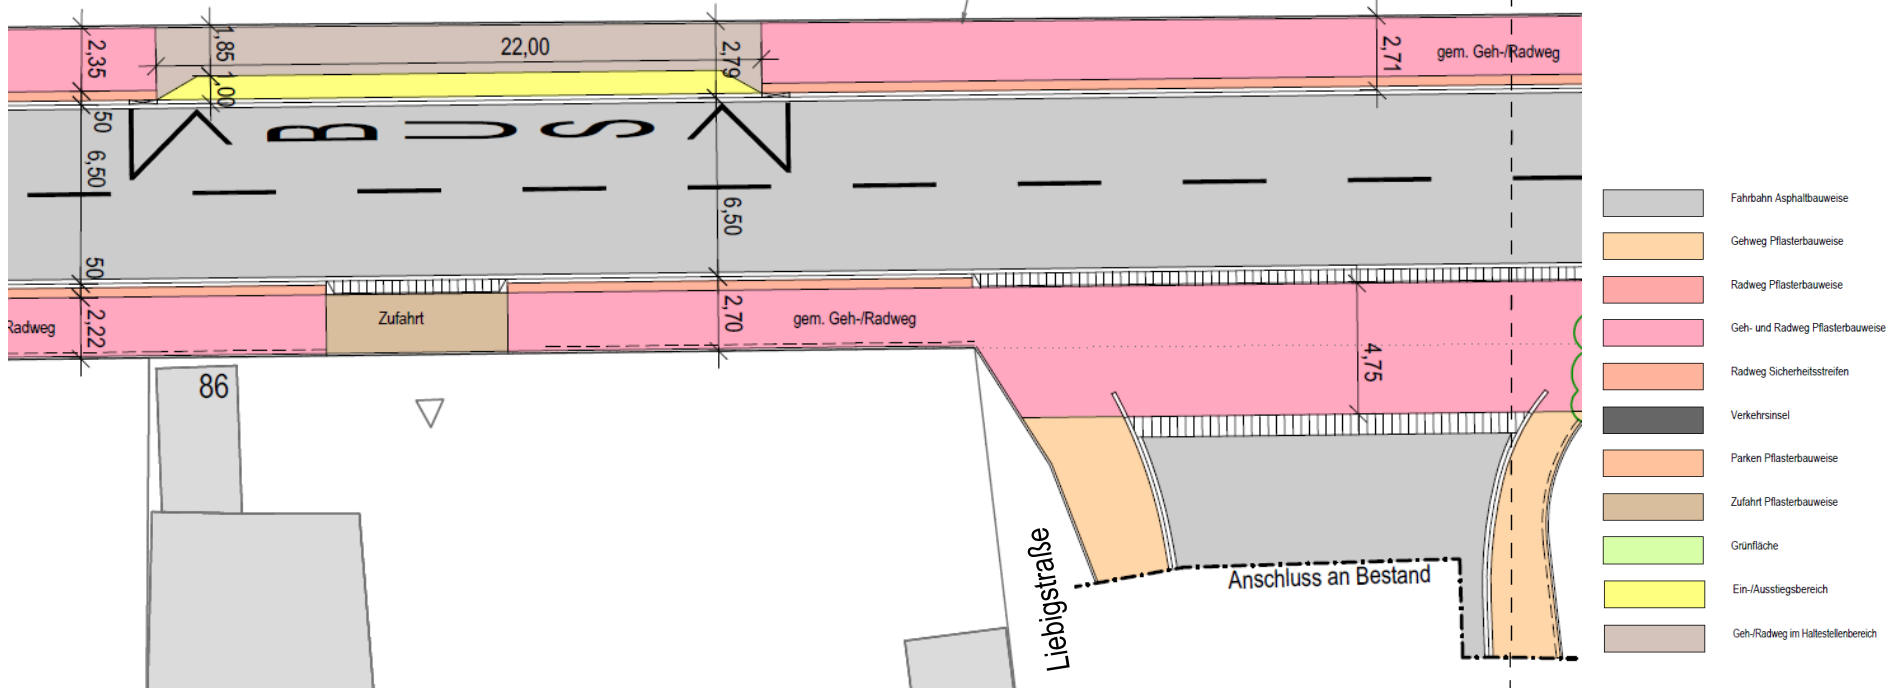 2,35
1,85
1,00
22,00
2,79
2,71
gem. Geh-/Radweg
BUS
50
6,50
6,50
50
2,22
2,70
Radweg
Zufahrt
gem. Geh-/Radweg
4,75
86
Liebigstraße
Anschluss an Bestand
Fahrbahn Asphaltbauweise
Gehweg Pflasterbauweise
Radweg Pflasterbauweise
Geh- und Radweg Pflasterbauweise
Radweg Sicherheitsstreifen
Verkehrsinsel
Parken Pflasterbauweise
Zufahrt Pflasterbauweise
Grünfläche
Ein-/Ausstiegsbereich
Geh-/Radweg im Haltestellenbereich